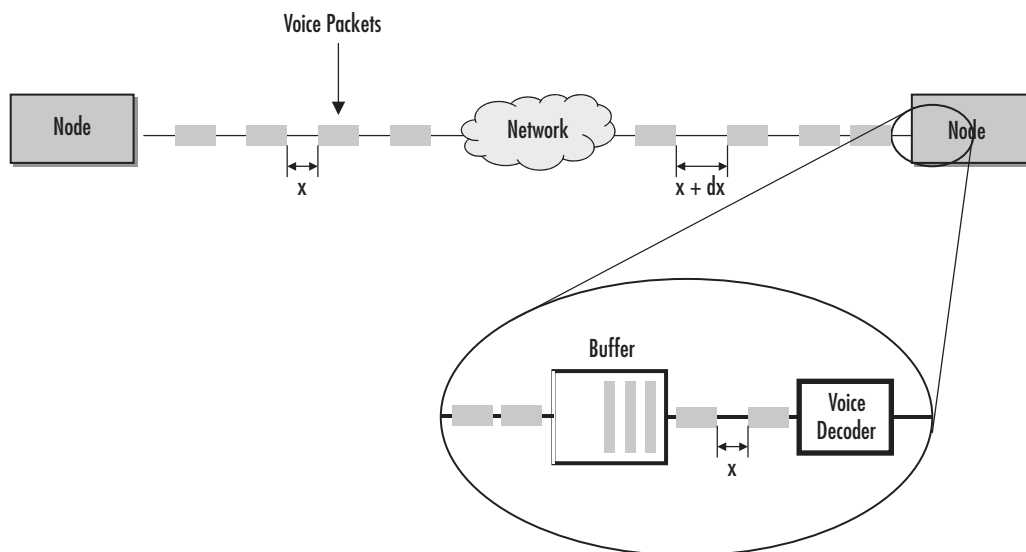 Voice Packets
Node
Network
Node
x
x + dx
Buffer
Voice
Decoder
x